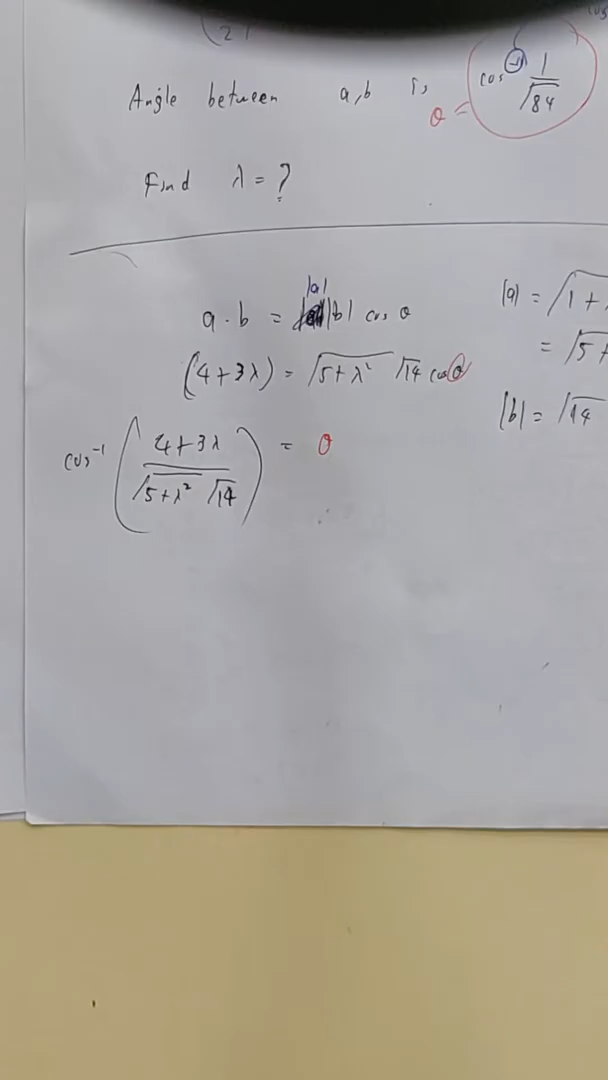 Angle between a,b is θ = cos⁻¹ 1/√84
Find λ = ?
a · b = |a| |b| cos θ
|a| = √1+
(4+3λ) = √5+λ² √14 cos θ
= √5+
|b| = √14
cos⁻¹ ( 4+3λ / √5+λ² √14 ) = θ